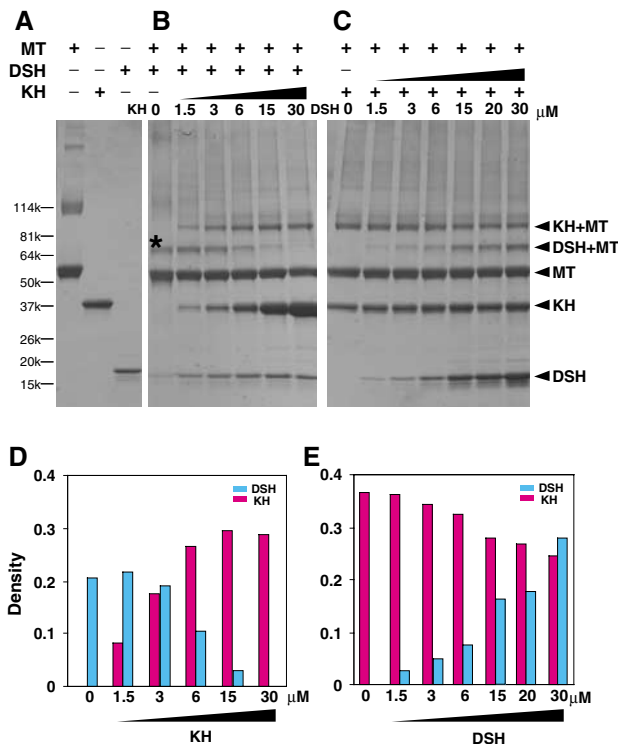 A B C
MT + – – + + + + + + + + + + + + +
DSH – – + + + + + + + –
KH – + – – + + + + + + +
KH 0 1.5 3 6 15 30 DSH 0 1.5 3 6 15 20 30 μM
114k
81k
64k
50k
37k
26k
20k
15k
*
KH+MT
DSH+MT
MT
KH
DSH
D
0.4
0.3
0.2
0.1
0
Density
DSH
KH
0 1.5 3 6 15 30 μM
KH
E
0.4
0.3
0.2
0.1
0
DSH
KH
0 1.5 3 6 15 20 30 μM
DSH